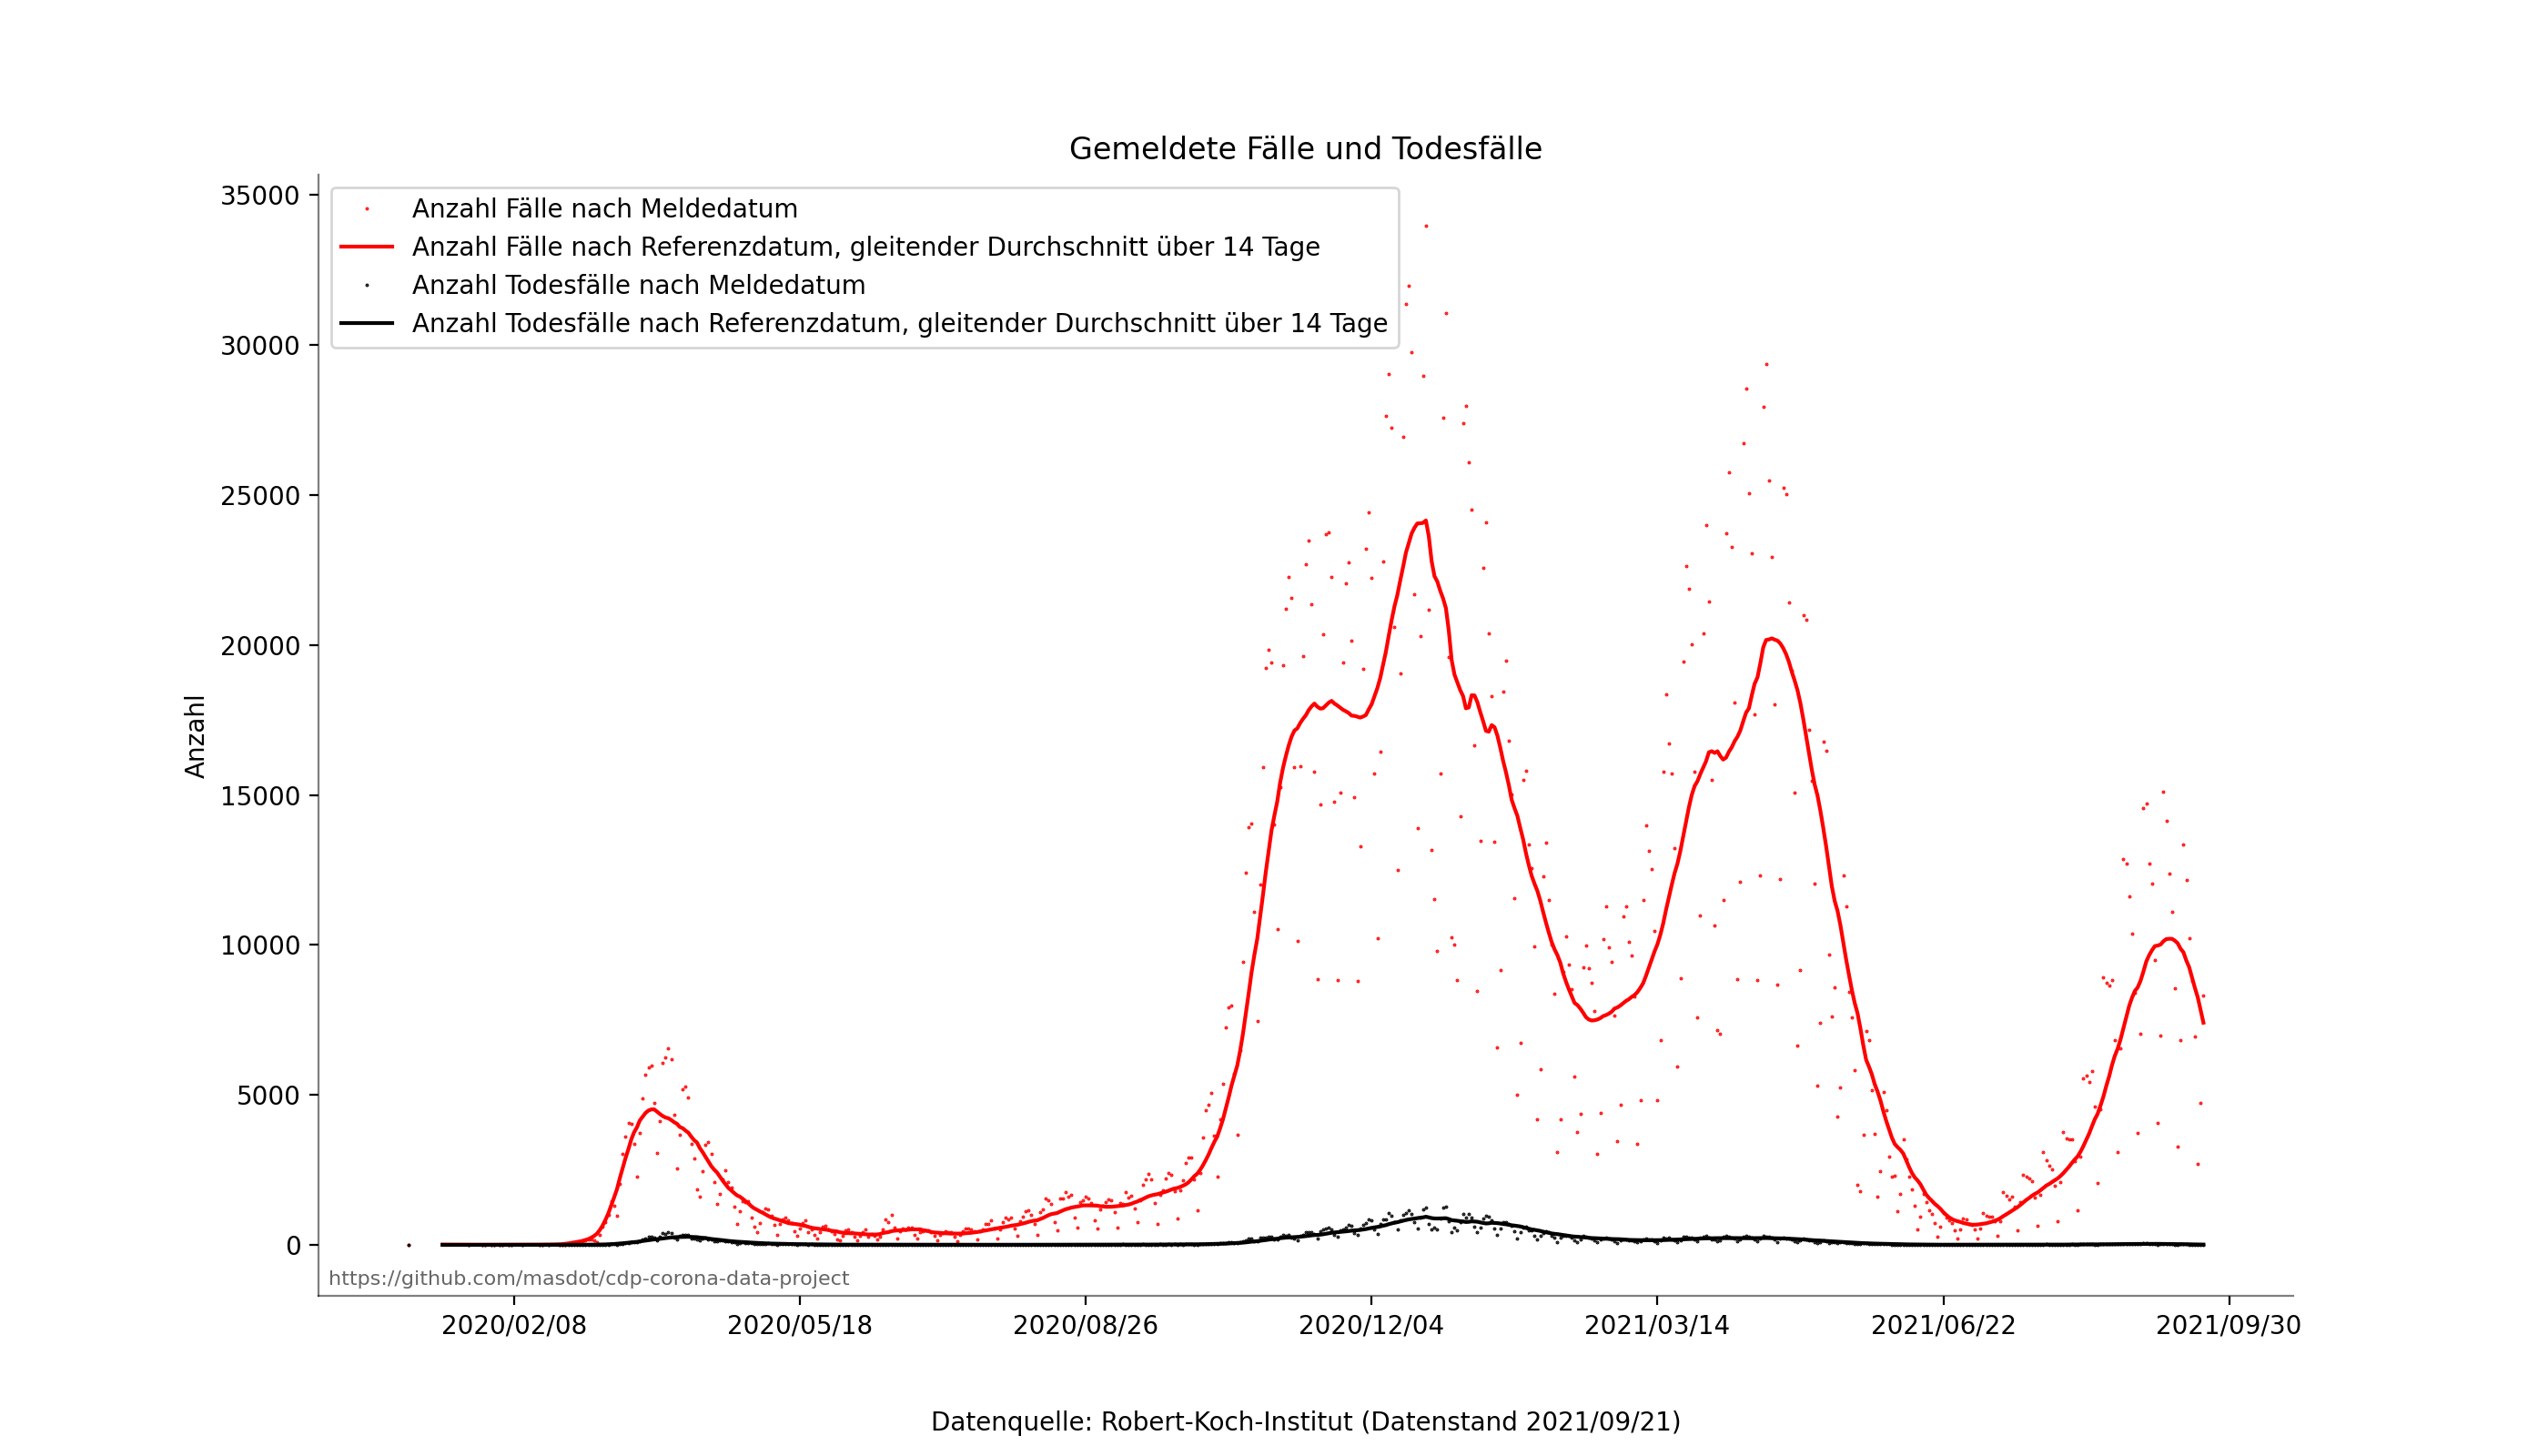 Gemeldete Fälle und Todesfälle
Anzahl Fälle nach Meldedatum
Anzahl Fälle nach Referenzdatum, gleitender Durchschnitt über 14 Tage
Anzahl Todesfälle nach Meldedatum
Anzahl Todesfälle nach Referenzdatum, gleitender Durchschnitt über 14 Tage
35000
30000
25000
20000
15000
10000
5000
0
Anzahl
https://github.com/masdot/cdp-corona-data-project
2020/02/08
2020/05/18
2020/08/26
2020/12/04
2021/03/14
2021/06/22
2021/09/30
Datenquelle: Robert-Koch-Institut (Datenstand 2021/09/21)